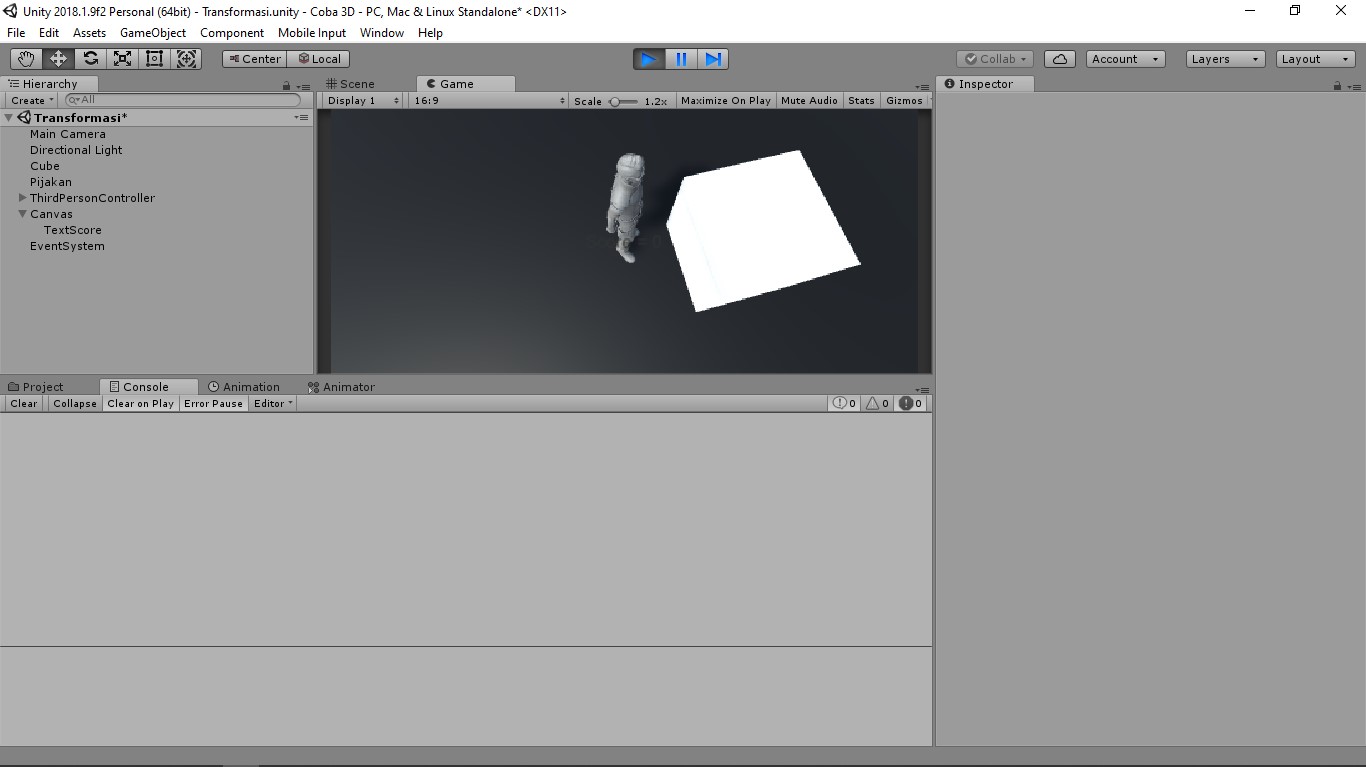 Unity 2018.1.9f2 Personal (64bit) - Transformasi.unity - Coba 3D - PC, Mac & Linux Standalone* <DX11>
File Edit Assets GameObject Component Mobile Input Window Help
Center Local Collab Account Layers Layout
Hierarchy Scene Game Inspector
Create All Display 1 16:9 Scale 1.2x Maximize On Play Mute Audio Stats Gizmos
Transformasi*
Main Camera
Directional Light
Cube
Pijakan
ThirdPersonController
Canvas
TextScore
EventSystem
Project Console Animation Animator
Clear Collapse Clear on Play Error Pause Editor 0 0 0